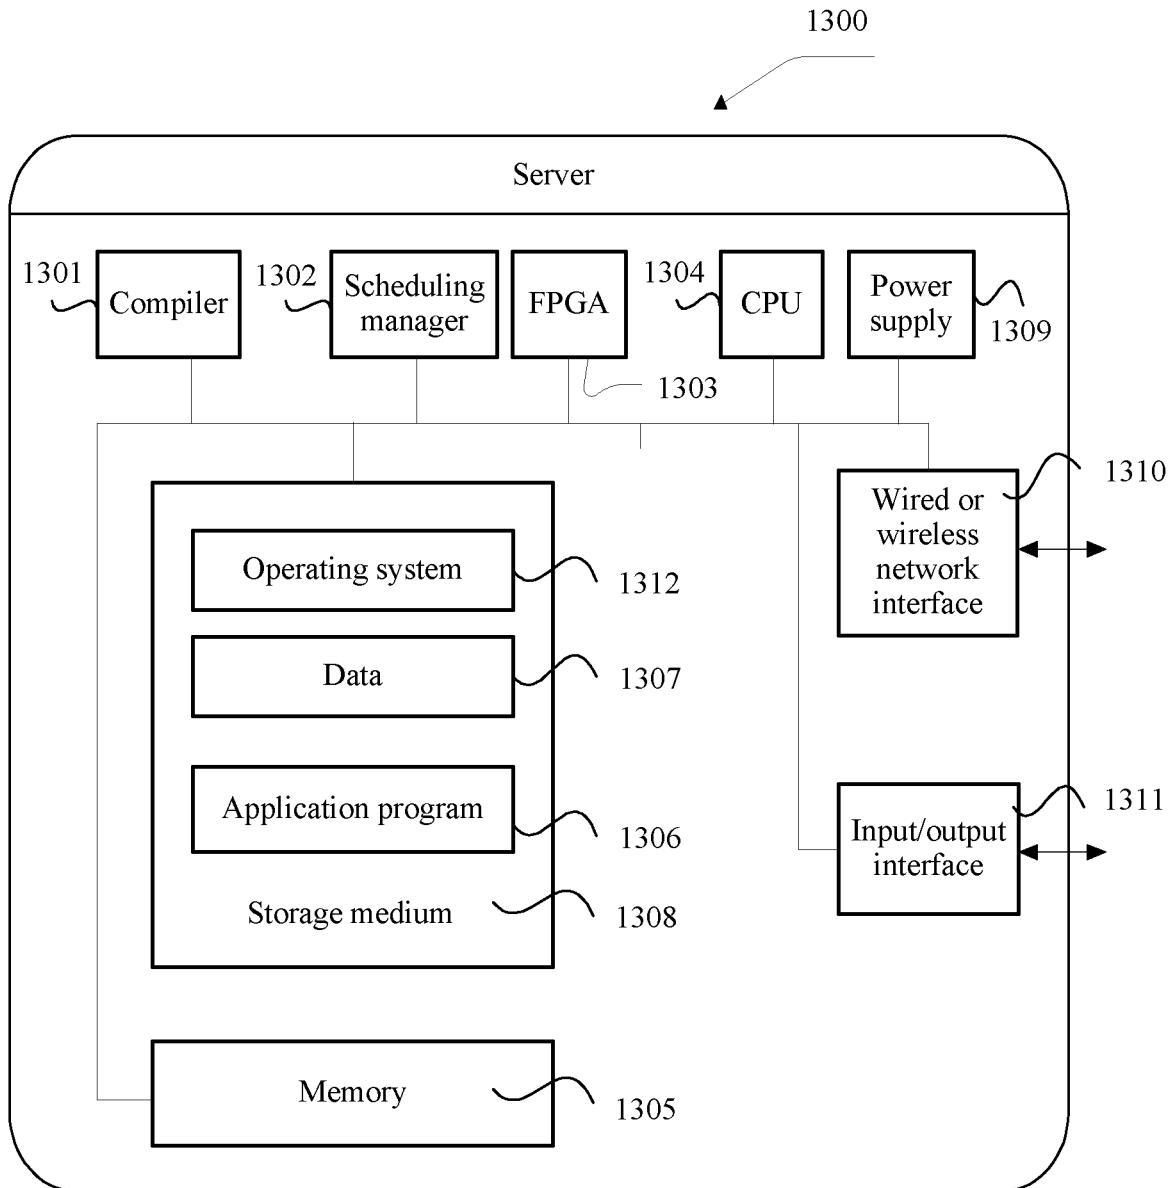 1300
Server
1301
Compiler
1302
Scheduling
manager
FPGA
1303
1304
CPU
Power
supply
1309
1310
Wired or
wireless
network
interface
Operating system
1312
Data
1307
Application program
1306
Storage medium
1308
1311
Input/output
interface
Memory
1305